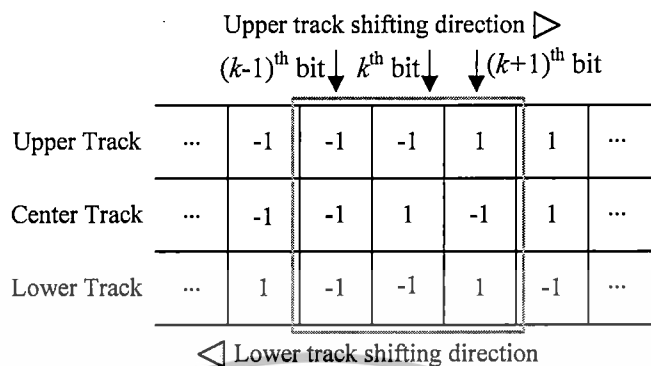 Upper track shifting direction ▷
(k-1)th bit kth bit (k+1)th bit
Upper Track ... -1 -1 -1 1 1 ...
Center Track ... -1 -1 1 -1 1 ...
Lower Track ... 1 -1 -1 1 -1 ...
◁ Lower track shifting direction